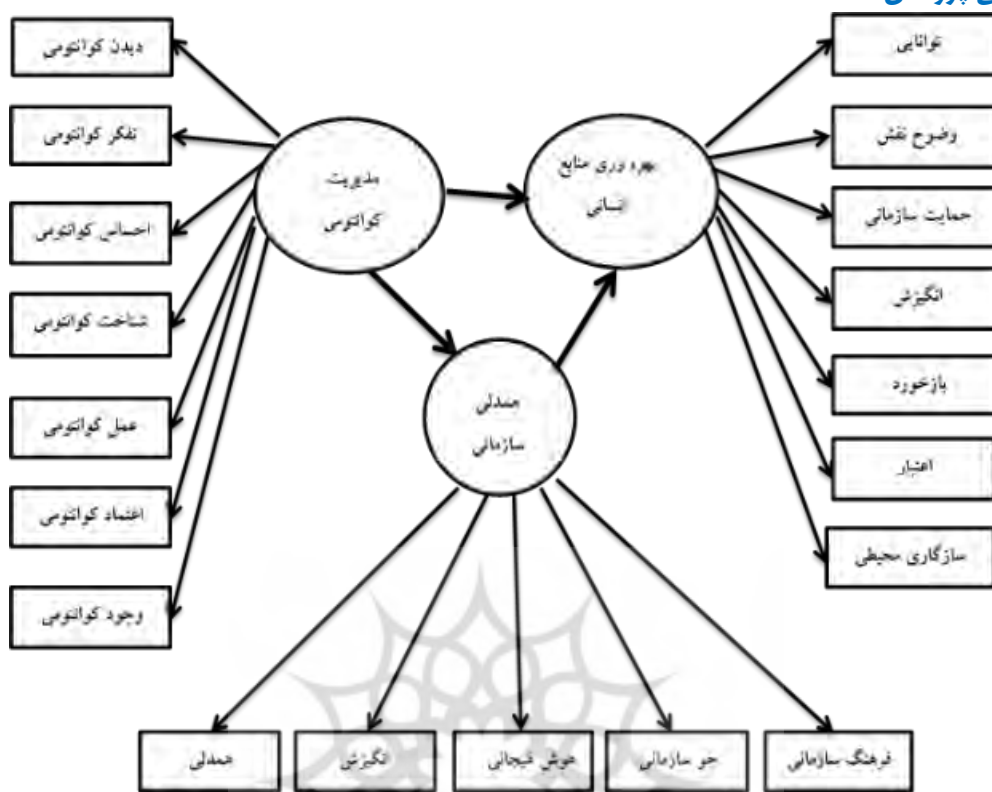 توانایی
وضوح نقش
حمایت سازمانی
انگیزش
بازخورد
اعتبار
سازگاری محیطی
بهره وری منابع
انسانی
مدیریت
کوانتومی
همدلی
سازمانی
دیدن کوانتومی
تفکر کوانتومی
احساس کوانتومی
شناخت کوانتومی
عمل کوانتومی
اعتماد کوانتومی
وجود کوانتومی
فرهنگ سازمانی
جو سازمانی
هوش هیجانی
انگیزش
همدلی